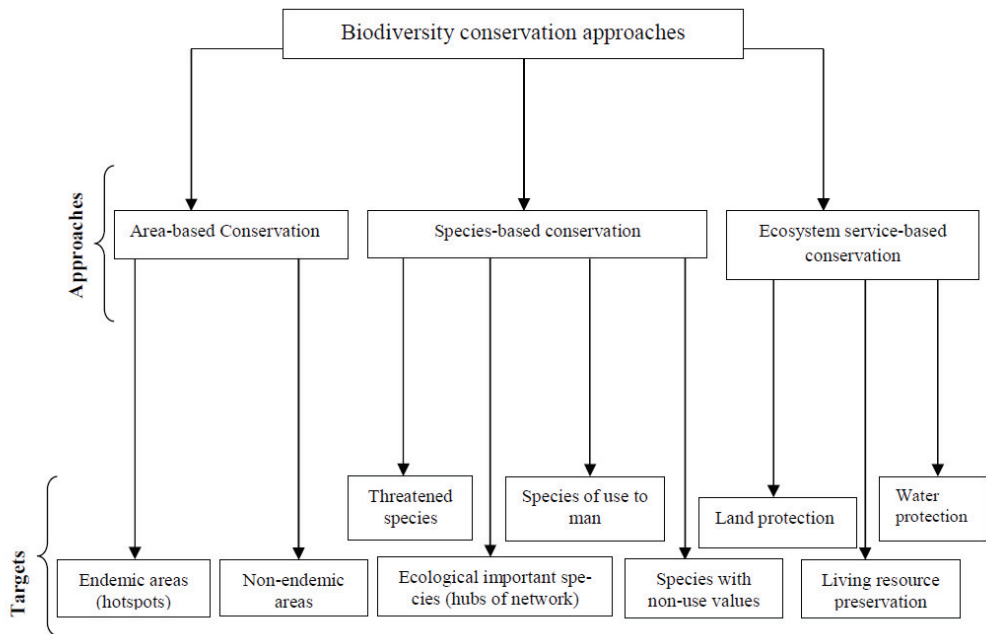 Biodiversity conservation approaches
Approaches
Area-based Conservation
Species-based conservation
Ecosystem service-based
conservation
Targets
Threatened
species
Species of use to
man
Land protection
Water
protection
Endemic areas
(hotspots)
Non-endemic
areas
Ecological important spe-
cies (hubs of network)
Species with
non-use values
Living resource
preservation